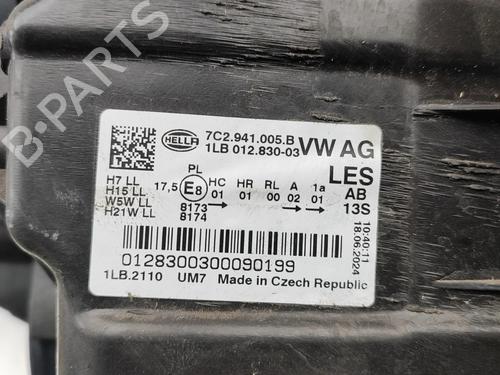 HELLA 7C2.941.005.B VW AG
1LB 012.830-03
LES
PL HC HR RL A 1a AB
H7 LL 17,5 E8 01 01 00 02 01 13S
H15 LL
W5W LL 8173
H21W LL 8174
10:40:11
18.06.2024
01283000300090199
1LB.2110 UM7 Made in Czech Republic
B-PARTS